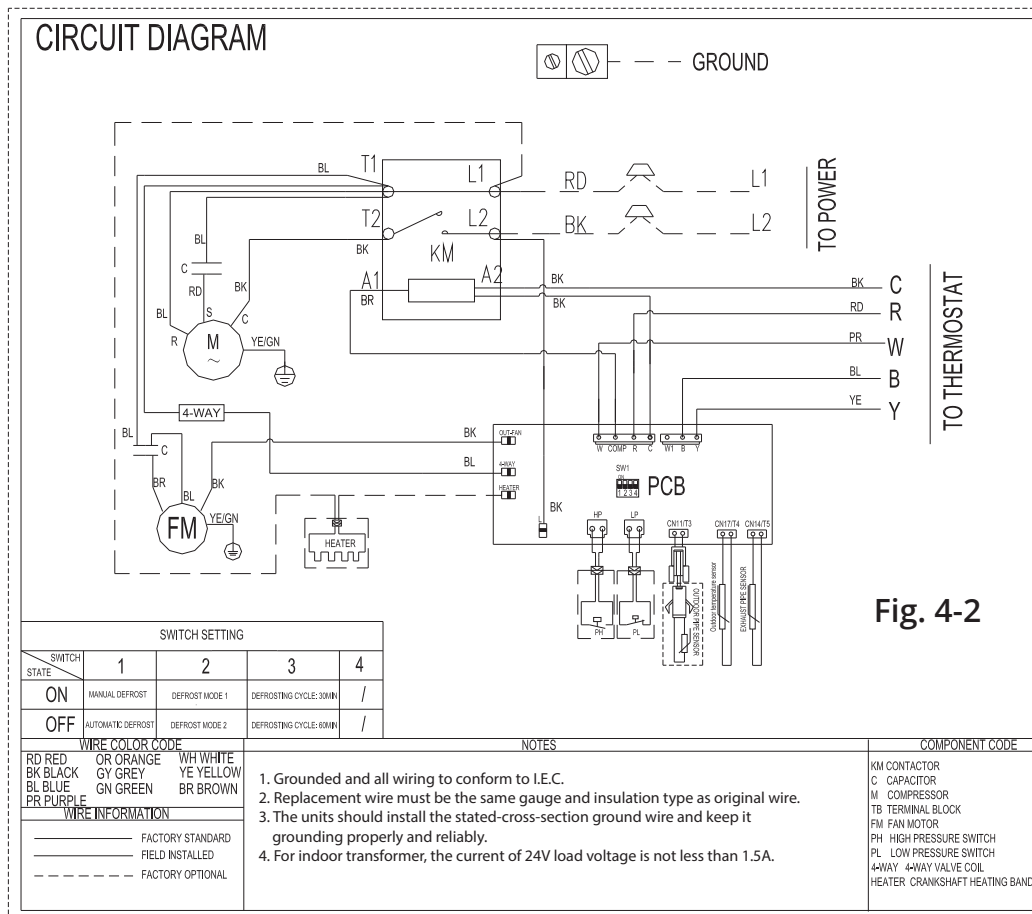 CIRCUIT DIAGRAM
GROUND
BL
T1
L1
RD
L1
T2
L2
BK
L2
TO POWER
BK
KM
BL
C
RD
BK
A1
A2
BR
BK
BK
BK C
RD R
PR W
BL B
YE Y
TO THERMOSTAT
BL
S
C
R
M
~
YE/GN
4-WAY
BL
C
BK
OUT-FAN
BL
4-WAY
HEATER
W COMP R C
W1 B Y
SW1
ON
1 2 3 4
PCB
BR
BL
BK
FM
YE/GN
HEATER
BK
L
HP
LP
CN11/T3
CN17/T4
CN14/T5
PH
PL
OUTDOOR PIPE SENSOR
Outdoor temperature sensor
EXHAUST PIPE SENSOR
Fig. 4-2
SWITCH SETTING
SWITCH
STATE
1 2 3 4
ON MANUAL DEFROST DEFROST MODE 1 DEFROSTING CYCLE: 30MIN /
OFF AUTOMATIC DEFROST DEFROST MODE 2 DEFROSTING CYCLE: 60MIN /
WIRE COLOR CODE
RD RED OR ORANGE WH WHITE
BK BLACK GY GREY YE YELLOW
BL BLUE GN GREEN BR BROWN
PR PURPLE
WIRE INFORMATION
FACTORY STANDARD
FIELD INSTALLED
FACTORY OPTIONAL
NOTES
1. Grounded and all wiring to conform to I.E.C.
2. Replacement wire must be the same gauge and insulation type as original wire.
3. The units should install the stated-cross-section ground wire and keep it
grounding properly and reliably.
4. For indoor transformer, the current of 24V load voltage is not less than 1.5A.
COMPONENT CODE
KM CONTACTOR
C CAPACITOR
M COMPRESSOR
TB TERMINAL BLOCK
FM FAN MOTOR
PH HIGH PRESSURE SWITCH
PL LOW PRESSURE SWITCH
4-WAY 4-WAY VALVE COIL
HEATER CRANKSHAFT HEATING BAND